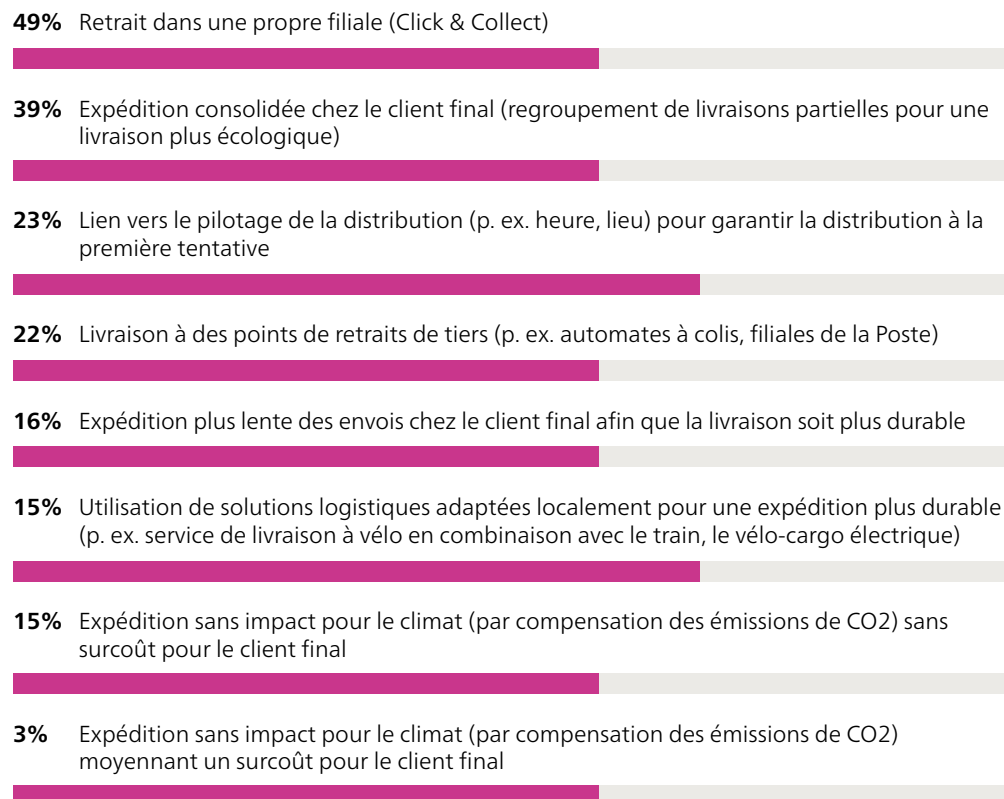 49% Retrait dans une propre filiale (Click & Collect)
39% Expédition consolidée chez le client final (regroupement de livraisons partielles pour une
livraison plus écologique)
23% Lien vers le pilotage de la distribution (p. ex. heure, lieu) pour garantir la distribution à la
première tentative
22% Livraison à des points de retraits de tiers (p. ex. automates à colis, filiales de la Poste)
16% Expédition plus lente des envois chez le client final afin que la livraison soit plus durable
15% Utilisation de solutions logistiques adaptées localement pour une expédition plus durable
(p. ex. service de livraison à vélo en combinaison avec le train, le vélo-cargo électrique)
15% Expédition sans impact pour le climat (par compensation des émissions de CO2) sans
surcoût pour le client final
3% Expédition sans impact pour le climat (par compensation des émissions de CO2)
moyennant un surcoût pour le client final